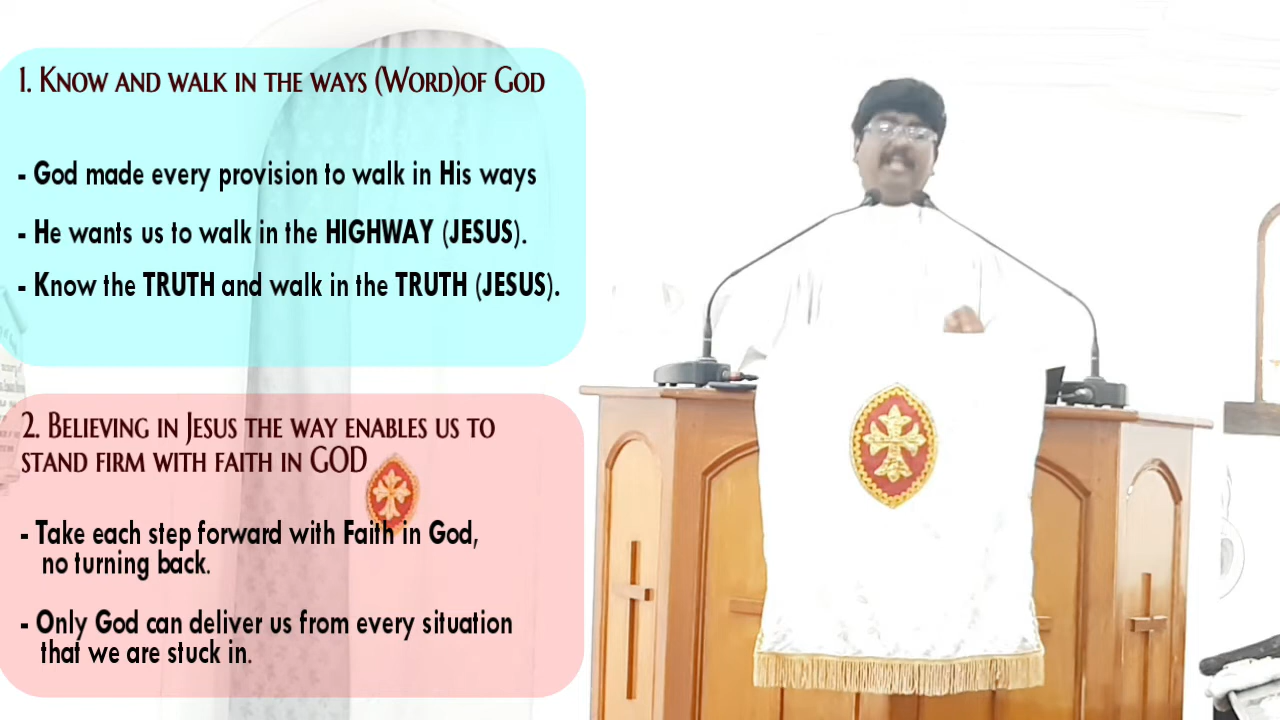 1. Know and walk in the ways (Word)of God
- God made every provision to walk in His ways
- He wants us to walk in the HIGHWAY (JESUS).
- Know the TRUTH and walk in the TRUTH (JESUS).
2. Believing in Jesus the way enables us to
stand firm with faith in GOD
- Take each step forward with Faith in God,
no turning back.
- Only God can deliver us from every situation
that we are stuck in.